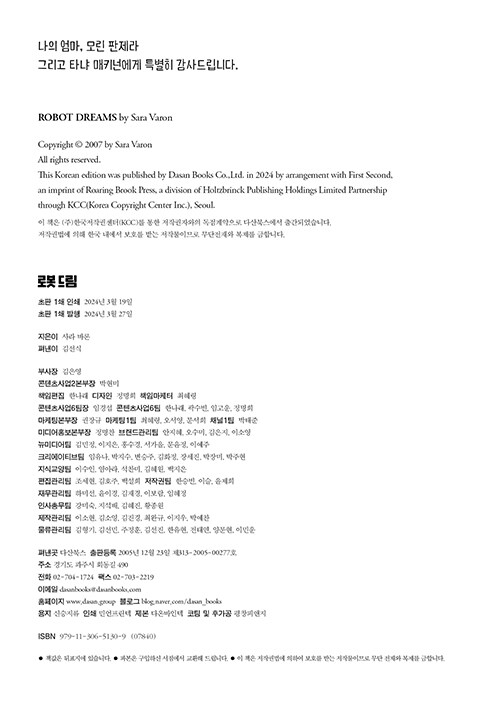 나의 엄마, 모린 판제라
그리고 타냐 매키넌에게 특별히 감사드립니다.
ROBOT DREAMS by Sara Varon
Copyright © 2007 by Sara Varon
All rights reserved.
This Korean edition was published by Dasan Books Co.,Ltd. in 2024 by arrangement with First Second,
an imprint of Roaring Brook Press, a division of Holtzbrinck Publishing Holdings Limited Partnership
through KCC(Korea Copyright Center Inc.), Seoul.
이 책은 (주)한국저작권센터(KCC)를 통한 저작권자와의 독점계약으로 다산북스에서 출간되었습니다.
저작권법에 의해 한국 내에서 보호를 받는 저작물이므로 무단전재와 복제를 금합니다.
로봇 드림
초판 1쇄 인쇄 2024년 3월 19일
초판 1쇄 발행 2024년 3월 27일
지은이 사라 바론
펴낸이 김선식
부사장 김은영
콘텐츠사업2본부장 박현미
책임편집 한나래 디자인 정명희 책임마케터 최혜령
콘텐츠사업6팀장 임경섭 콘텐츠사업6팀 한나래, 곽수빈, 임고운, 정명희
마케팅본부장 권장규 마케팅1팀 최혜령, 오서영, 문서희 채널1팀 박태준
미디어홍보본부장 정명찬 브랜드관리팀 안지혜, 오수미, 김은지, 이소영
뉴미디어팀 김민정, 이지은, 홍수경, 서가을, 문윤정, 이예주
크리에이티브팀 임유나, 박지수, 변승주, 김화정, 장세진, 박장미, 박주현
지식교양팀 이수인, 염아라, 석찬미, 김혜원, 백지은
편집관리팀 조세현, 김호주, 백설희 저작권팀 한승빈, 이슬, 윤제희
재무관리팀 하미선, 윤이경, 김재경, 이보람, 임혜정
인사총무팀 강미숙, 지석배, 김혜진, 황종원
제작관리팀 이소현, 김소영, 김진경, 최완규, 이지우, 박예찬
물류관리팀 김형기, 김선민, 주정훈, 김선진, 한유현, 전태연, 양문현, 이민운
펴낸곳 다산북스 출판등록 2005년 12월 23일 제313-2005-00277호
주소 경기도 파주시 회동길 490
전화 02-704-1724 팩스 02-703-2219
이메일 dasanbooks@dasanbooks.com
홈페이지 www.dasan.group 블로그 blog.naver.com/dasan_books
용지 신승지류 인쇄 민언프린텍 제본 다온바인텍 코팅 및 후가공 평창피앤지
ISBN 979-11-306-5130-9 (07840)
● 책값은 뒤표지에 있습니다. ● 파본은 구입하신 서점에서 교환해 드립니다. ● 이 책은 저작권법에 의하여 보호를 받는 저작물이므로 무단 전재와 복제를 금합니다.